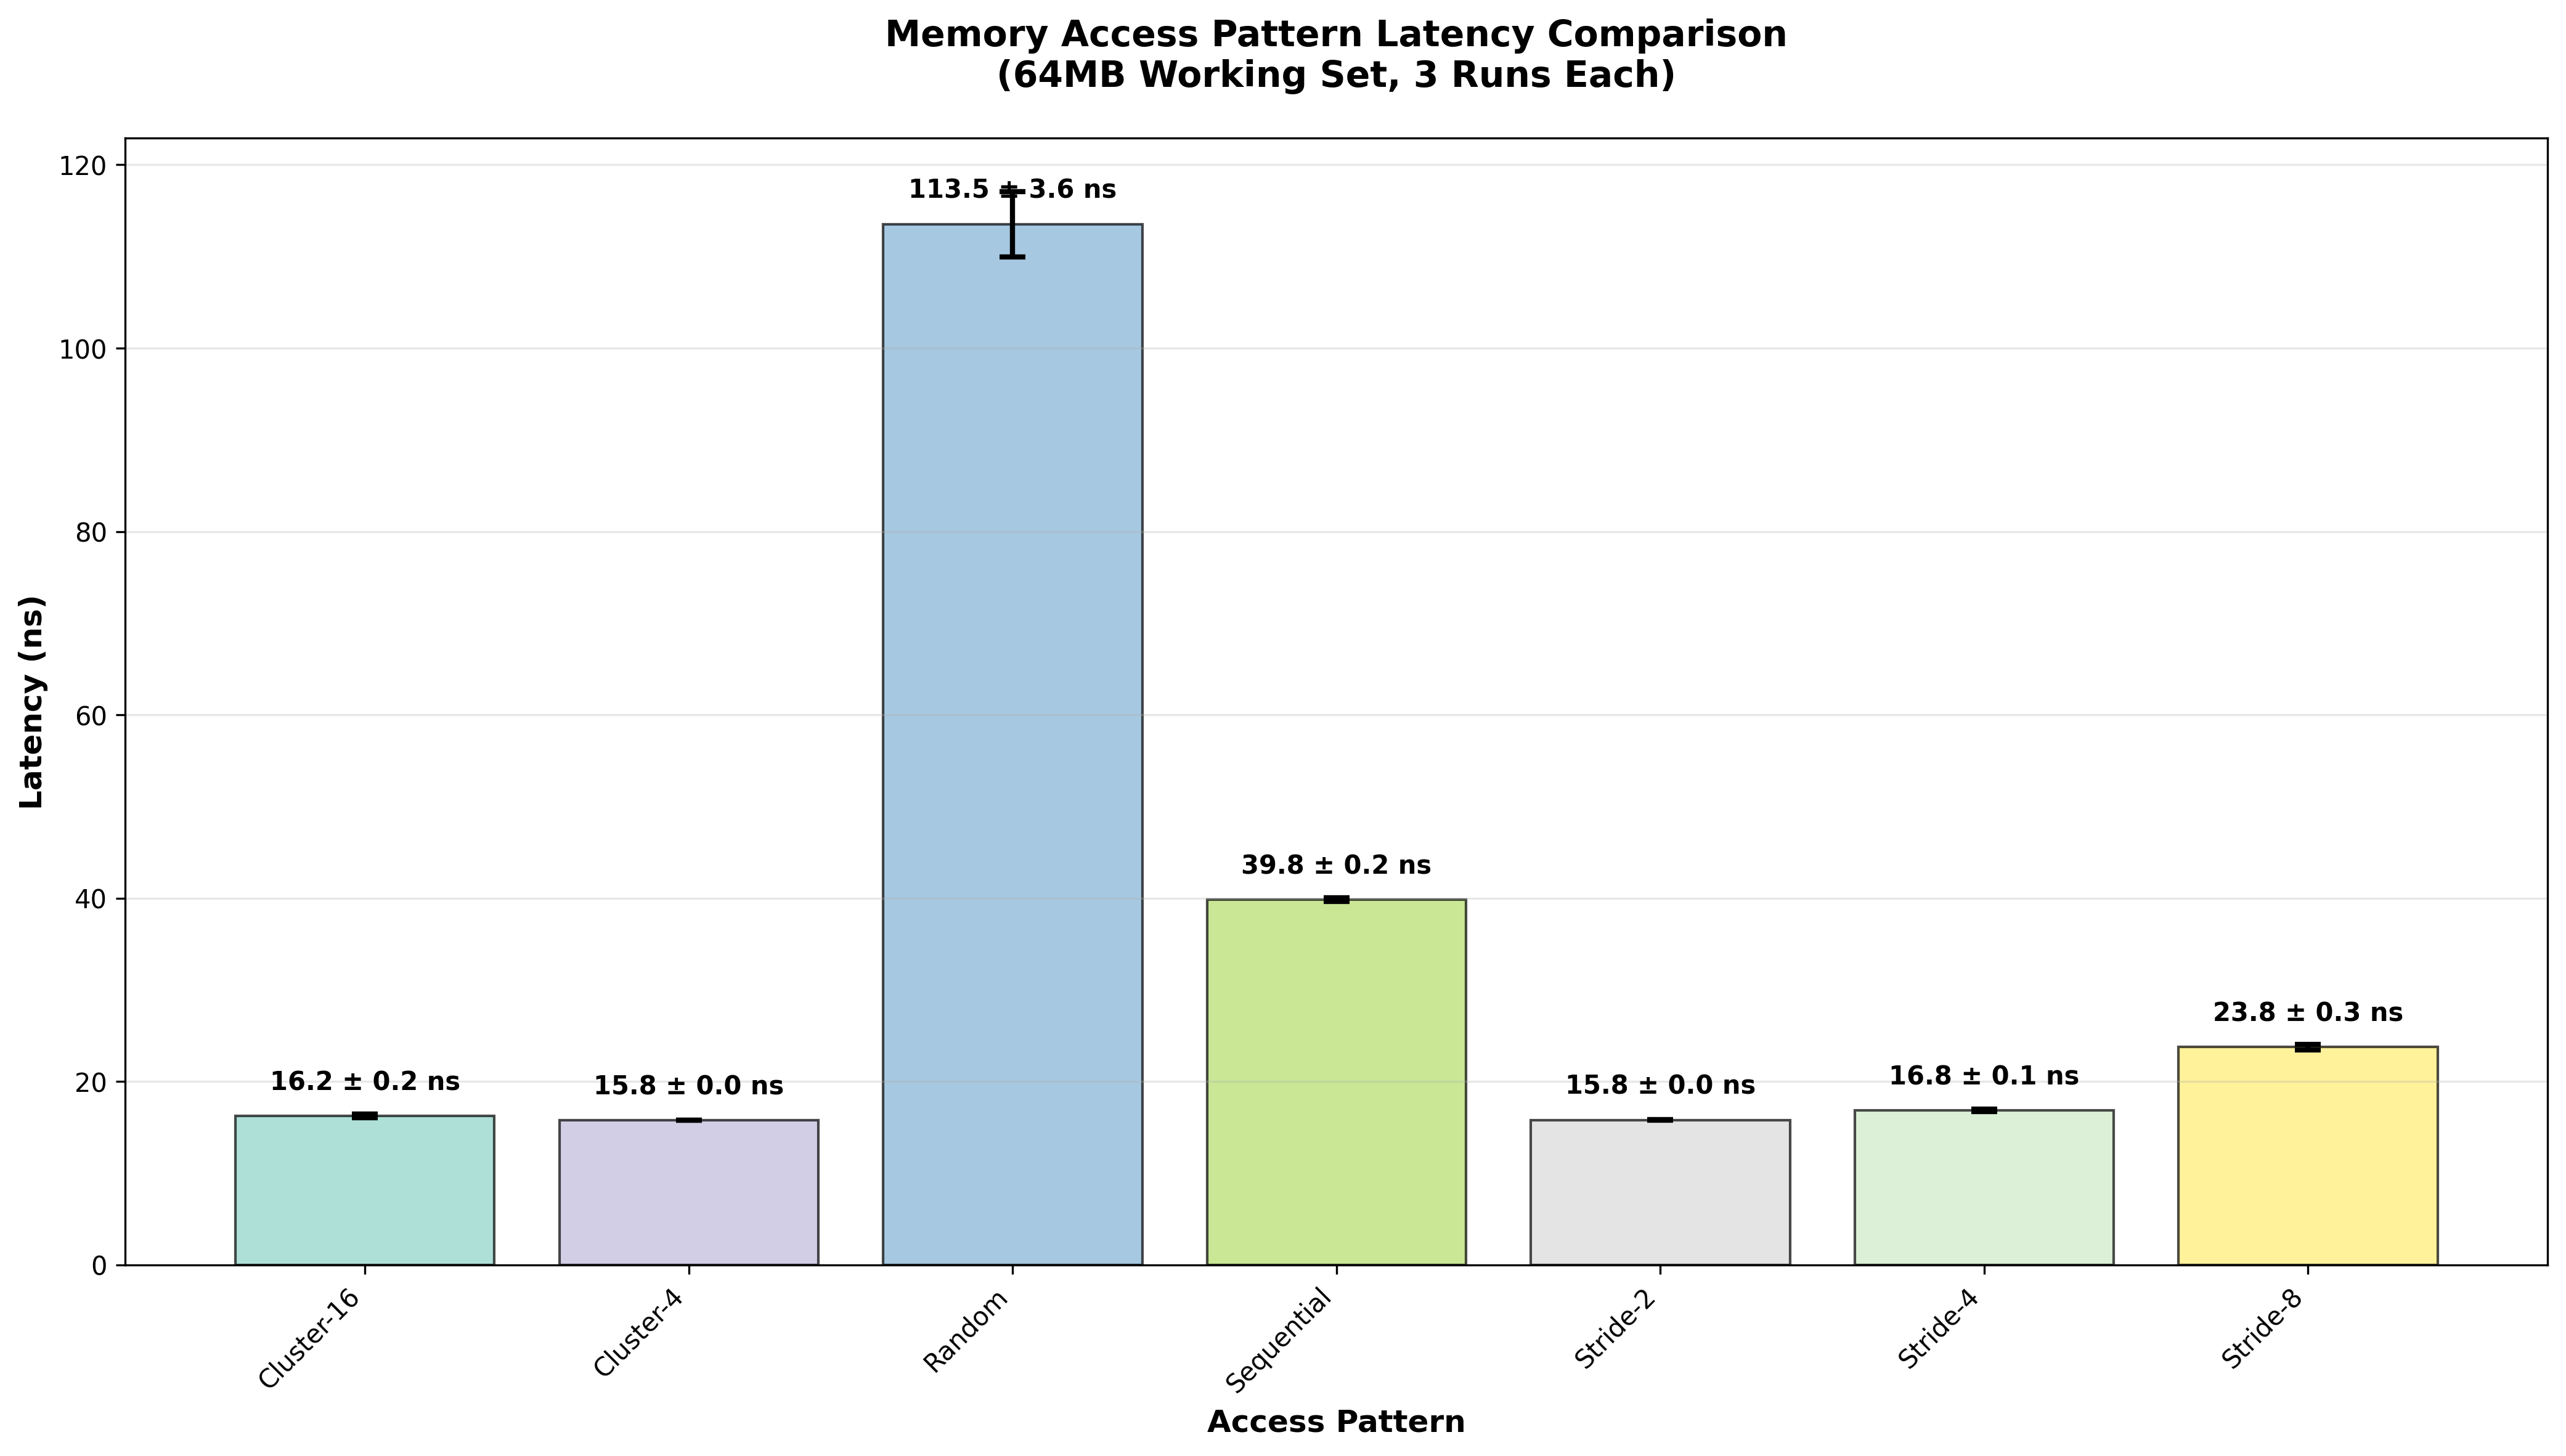 Memory Access Pattern Latency Comparison
(64MB Working Set, 3 Runs Each)
Latency (ns)
120
100
80
60
40
20
0
16.2 ± 0.2 ns
15.8 ± 0.0 ns
113.5 ± 3.6 ns
39.8 ± 0.2 ns
15.8 ± 0.0 ns
16.8 ± 0.1 ns
23.8 ± 0.3 ns
Cluster-16
Cluster-4
Random
Sequential
Stride-2
Stride-4
Stride-8
Access Pattern